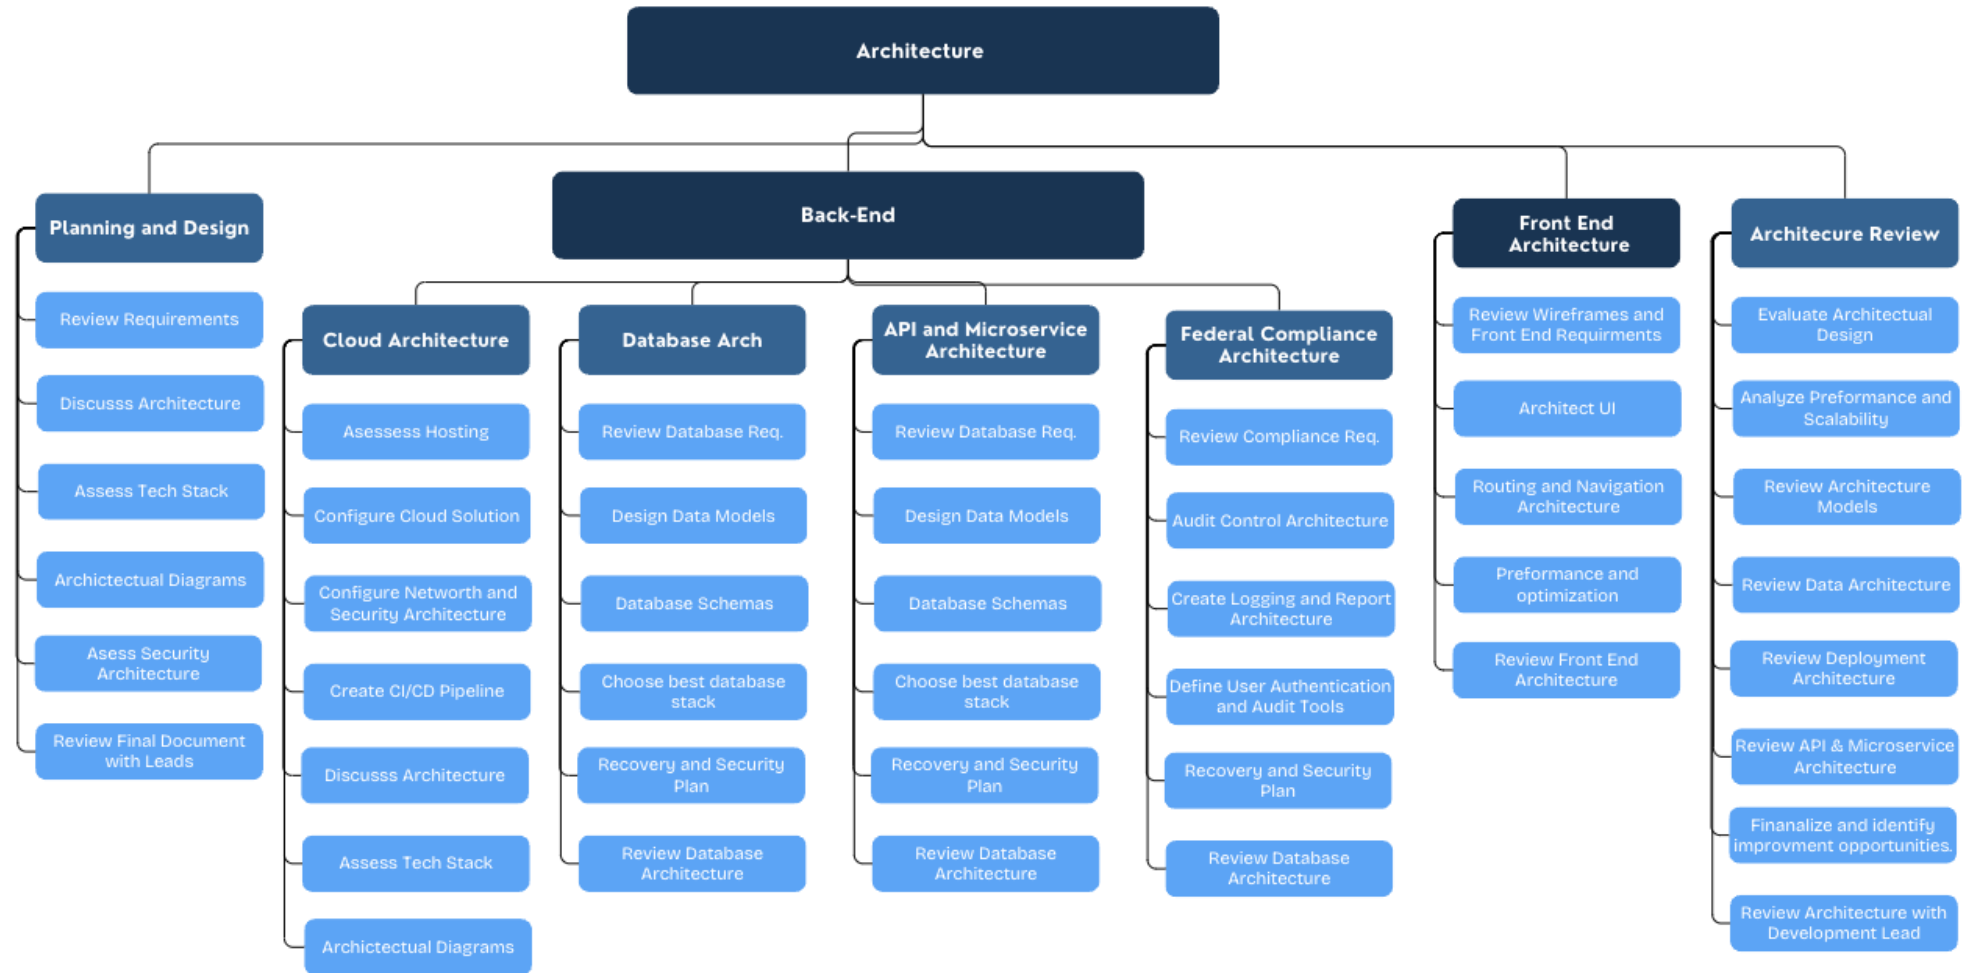 Architecture
Back-End
Planning and Design
Review Requirements
Discusss Architecture
Assess Tech Stack
Archictectual Diagrams
Asess Security
Architecture
Review Final Document
with Leads
Cloud Architecture
Asessess Hosting
Configure Cloud Solution
Configure Networth and
Security Architecture
Create CI/CD Pipeline
Discusss Architecture
Assess Tech Stack
Archictectual Diagrams
Database Arch
Review Database Req.
Design Data Models
Database Schemas
Choose best database
stack
Recovery and Security
Plan
Review Database
Architecture
API and Microservice
Architecture
Review Database Req.
Design Data Models
Database Schemas
Choose best database
stack
Recovery and Security
Plan
Review Database
Architecture
Federal Compliance
Architecture
Review Compliance Req.
Audit Control Architecture
Create Logging and Report
Architecture
Define User Authentication
and Audit Tools
Recovery and Security
Plan
Review Database
Architecture
Front End
Architecture
Review Wireframes and
Front End Requirments
Architect UI
Routing and Navigation
Architecture
Preformance and
optimization
Review Front End
Architecture
Architecure Review
Evaluate Architectual
Design
Analyze Preformance and
Scalability
Review Architecture
Models
Review Data Architecture
Review Deployment
Architecture
Review API & Microservice
Architecture
Finanalize and identify
improvment opportunities.
Review Architecture with
Development Lead